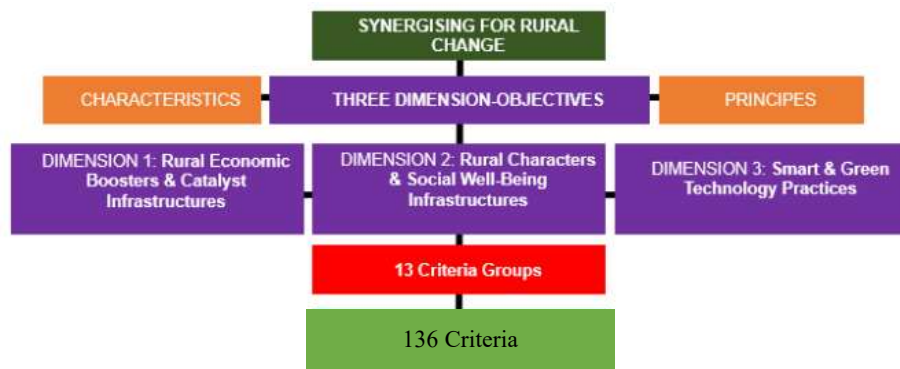 SYNERGISING FOR RURAL
CHANGE
CHARACTERISTICS
THREE DIMENSION-OBJECTIVES
PRINCIPES
DIMENSION 1: Rural Economic
Boosters & Catalyst
Infrastructures
DIMENSION 2: Rural Characters
& Social Well-Being
Infrastructures
DIMENSION 3: Smart & Green
Technology Practices
13 Criteria Groups
136 Criteria